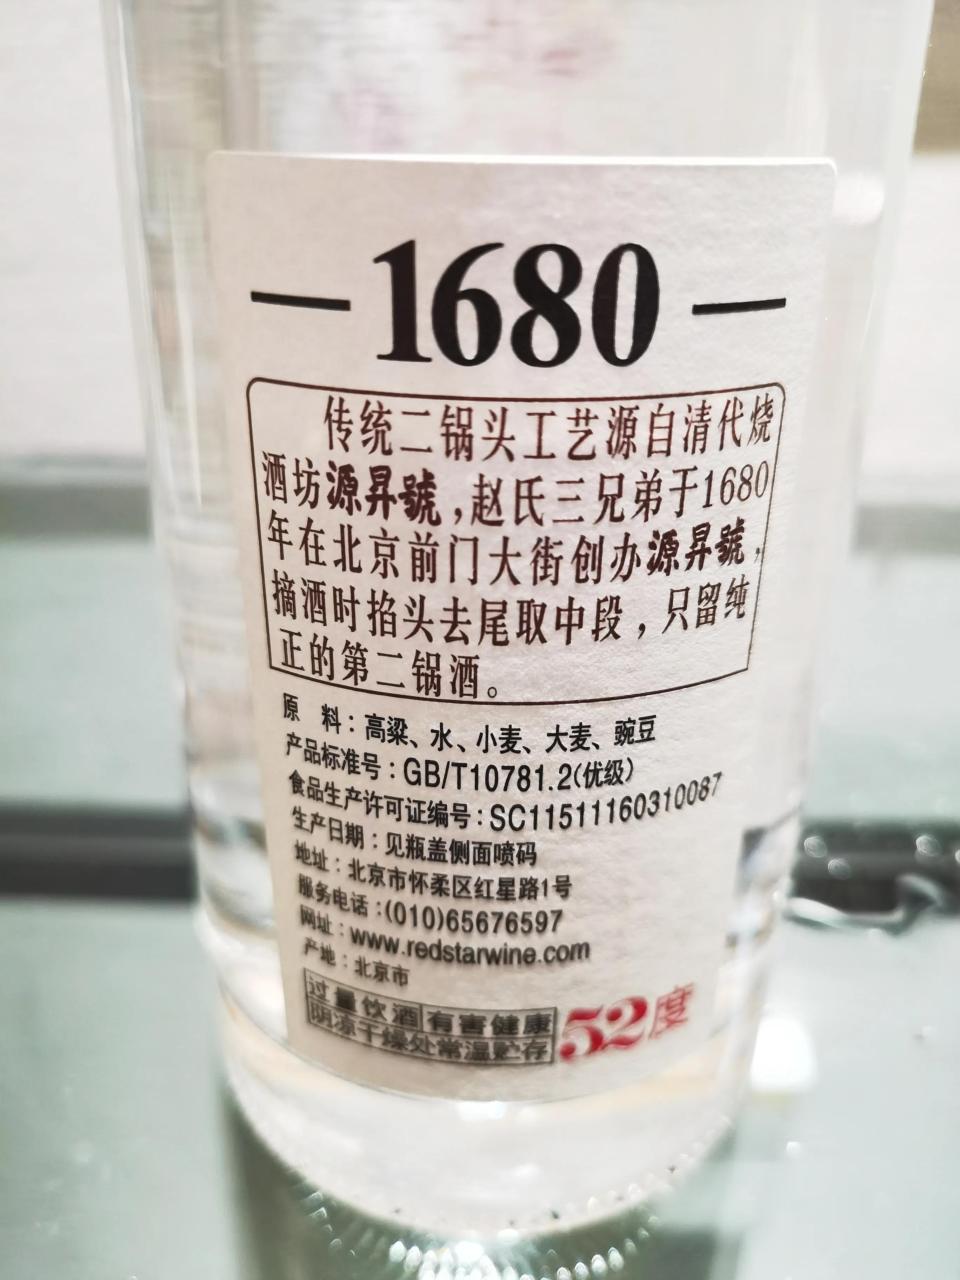 —1680—
传统二锅头工艺源自清代烧
酒坊源昇號,赵氏三兄弟于1680
年在北京前门大街创办源昇號,
摘酒时掐头去尾取中段,只留纯
正的第二锅酒。
原 料:高粱、水、小麦、大麦、豌豆
产品标准号:GB/T10781.2(优级)
食品生产许可证编号:SC11511160310087
生产日期:见瓶盖侧面喷码
地址:北京市怀柔区红星路1号
服务电话:(010)65676597
网址:www.redstarwine.com
产地:北京市
过量饮酒 有害健康
阴凉干燥处常温贮存
52度